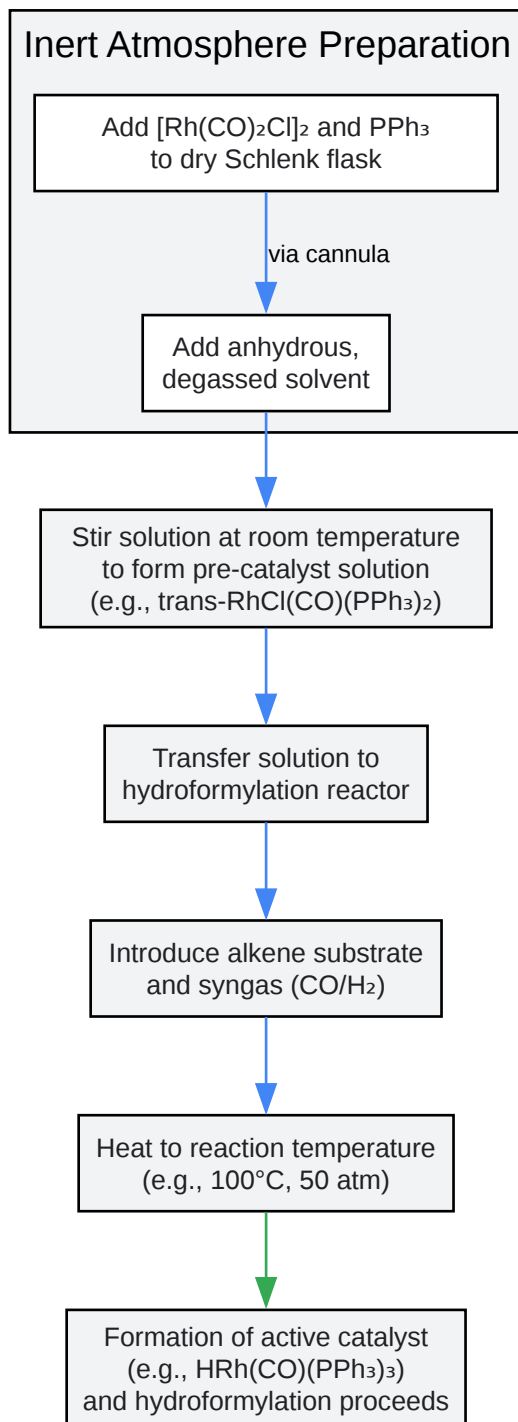 Inert Atmosphere Preparation
Add [Rh(CO)₂Cl]₂ and PPh₃
to dry Schlenk flask
via cannula
Add anhydrous,
degassed solvent
Stir solution at room temperature
to form pre-catalyst solution
(e.g., trans-RhCl(CO)(PPh₃)₂)
Transfer solution to
hydroformylation reactor
Introduce alkene substrate
and syngas (CO/H₂)
Heat to reaction temperature
(e.g., 100°C, 50 atm)
Formation of active catalyst
(e.g., HRh(CO)(PPh₃)₃)
and hydroformylation proceeds